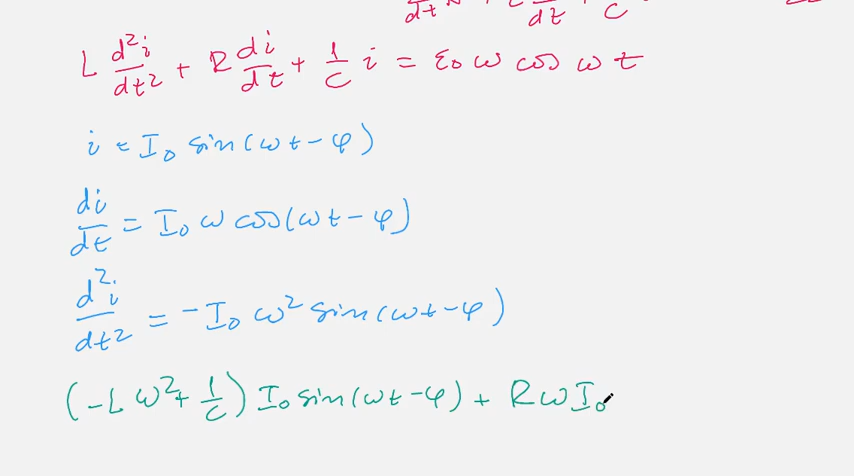 L d²i/dt² + R di/dt + 1/C i = ε₀ ω cos ω t
i = I₀ sin(ωt − φ)
di/dt = I₀ ω cos(ωt − φ)
d²i/dt² = −I₀ ω² sin(ωt − φ)
(−L ω² + 1/C) I₀ sin(ωt − φ) + R ω I₀